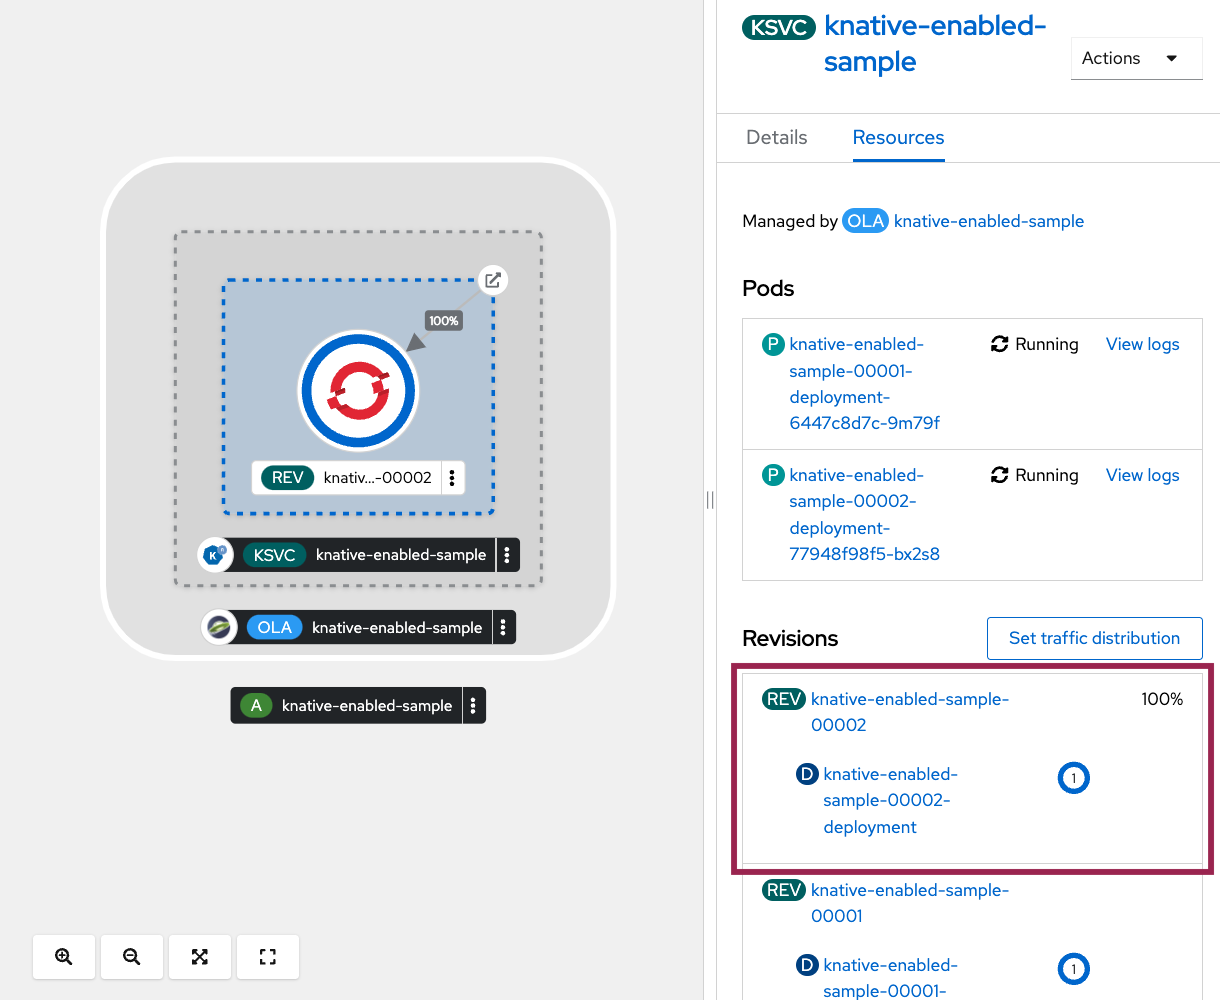 100%
REV knativ...-00002
K
KSVC knative-enabled-sample
OLA knative-enabled-sample
A knative-enabled-sample
KSVC knative-enabled-
sample
Actions
Details Resources
Managed by OLA knative-enabled-sample
Pods
P knative-enabled- Running View logs
sample-00001-
deployment-
6447c8d7c-9m79f
P knative-enabled- Running View logs
sample-00002-
deployment-
77948f98f5-bx2s8
Revisions Set traffic distribution
REV knative-enabled-sample- 100%
00002
D knative-enabled- 1
sample-00002-
deployment
REV knative-enabled-sample-
00001
D knative-enabled- 1
sample-00001-